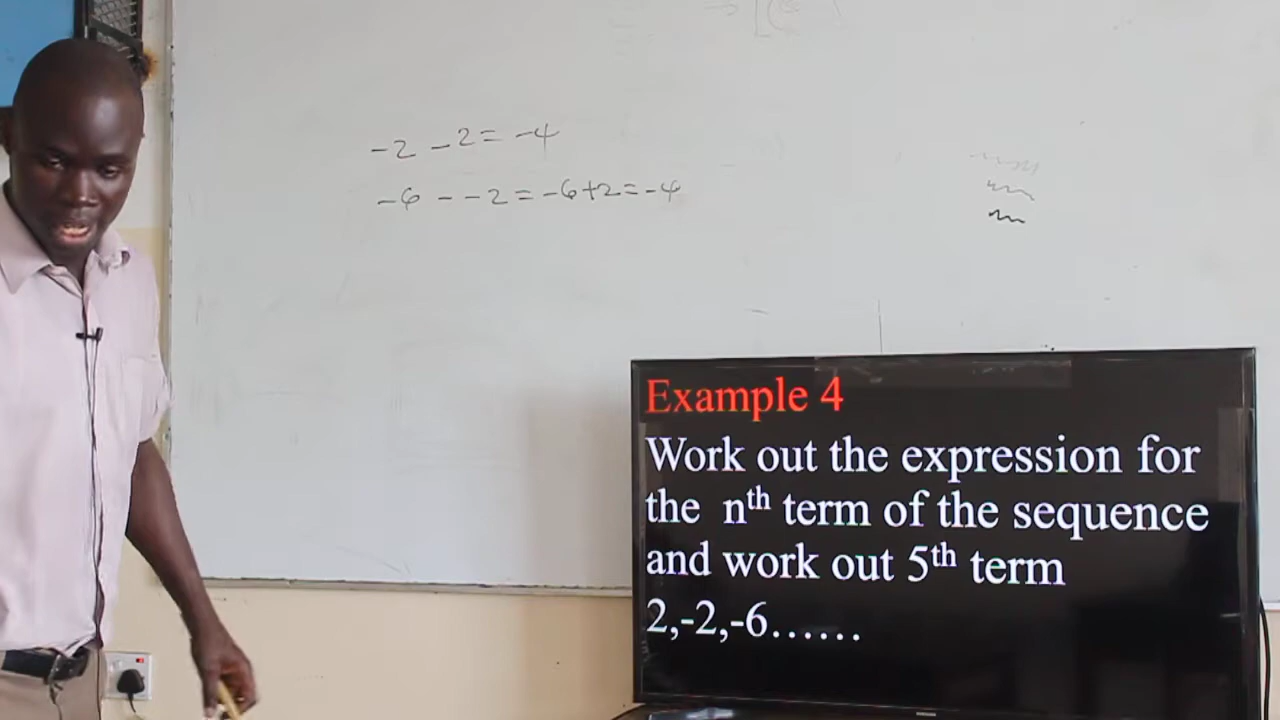 -2 - 2 = -4
-6 - - 2 = -6+2 = -4
Example 4
Work out the expression for
the nth term of the sequence
and work out 5th term
2,-2,-6......